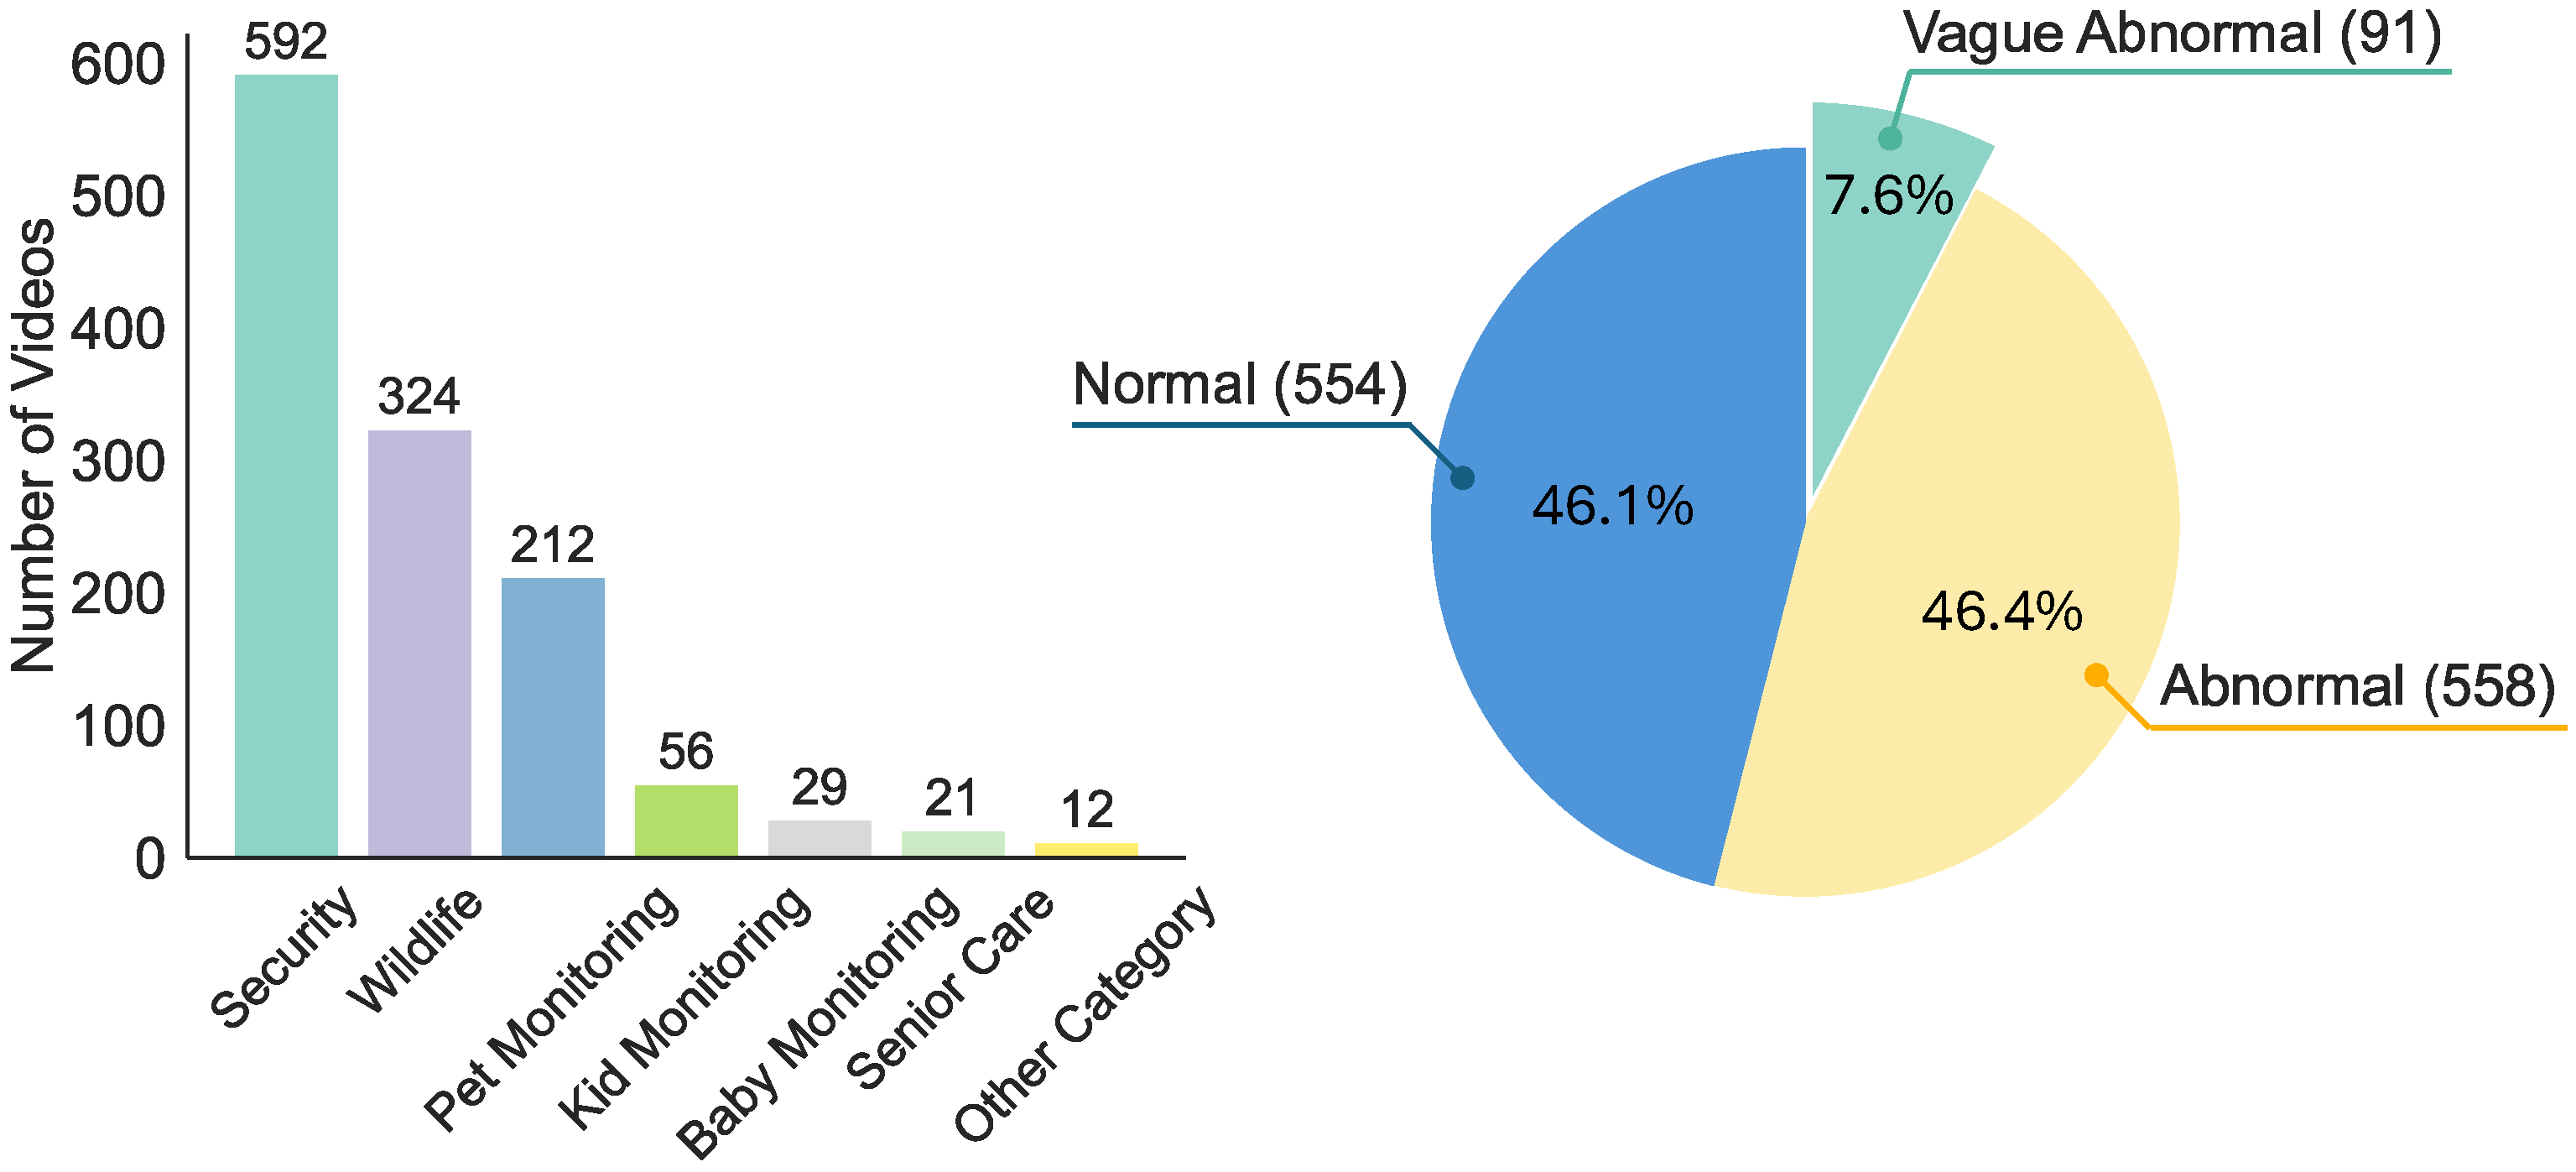 Number of Videos
600
500
400
300
200
100
0
592
324
212
56
29
21
12
Security
Wildlife
Pet Monitoring
Kid Monitoring
Baby Monitoring
Senior Care
Other Category
Vague Abnormal (91)
7.6%
Normal (554)
46.1%
46.4%
Abnormal (558)